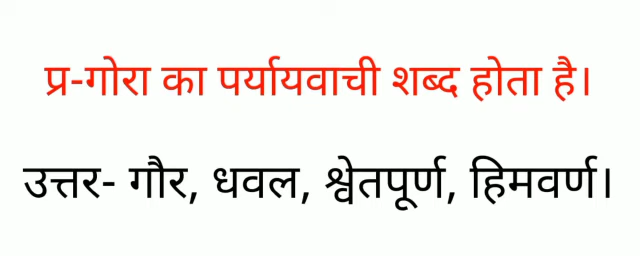 प्र-गोरा का पर्यायवाची शब्द होता है।
उत्तर- गौर, धवल, श्वेतपूर्ण, हिमवर्ण।